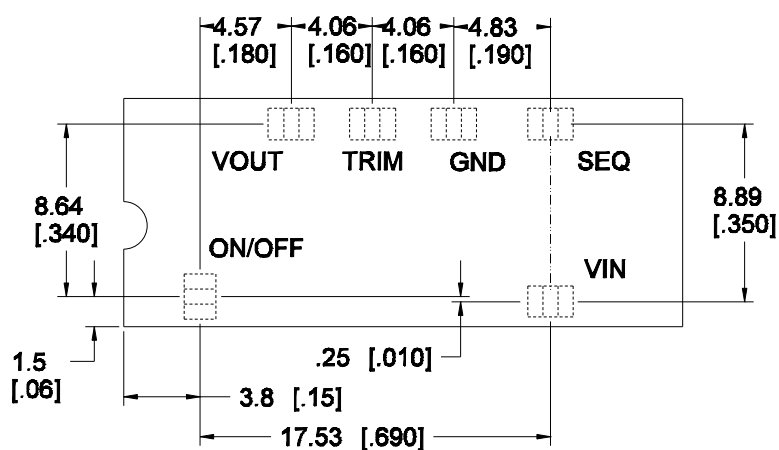 4.57 4.06 4.06 4.83
[.180] [.160] [.160] [.190]
VOUT TRIM GND SEQ
8.64
[.340]
8.89
[.350]
ON/OFF
VIN
1.5
[.06]
.25 [.010]
3.8 [.15]
17.53 [.690]